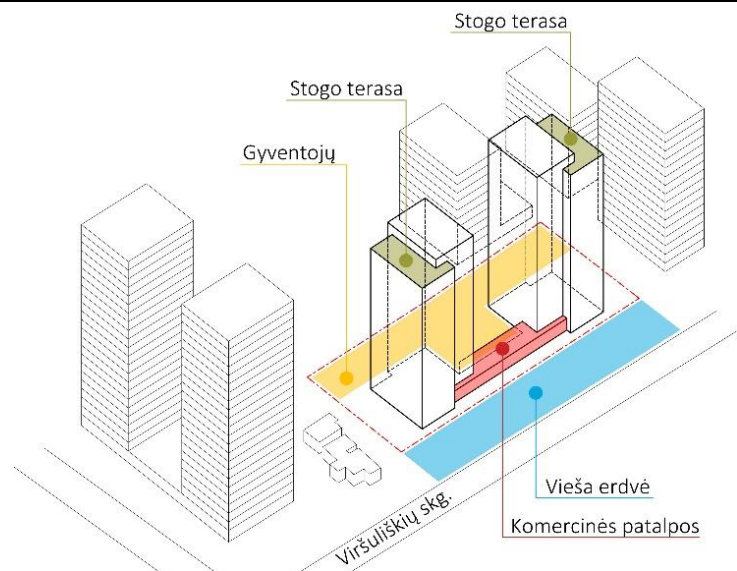 Stogo terasa
Stogo terasa
Gyventojų
Vieša erdvė
Komercinės patalpos
Viršuliškių skg.